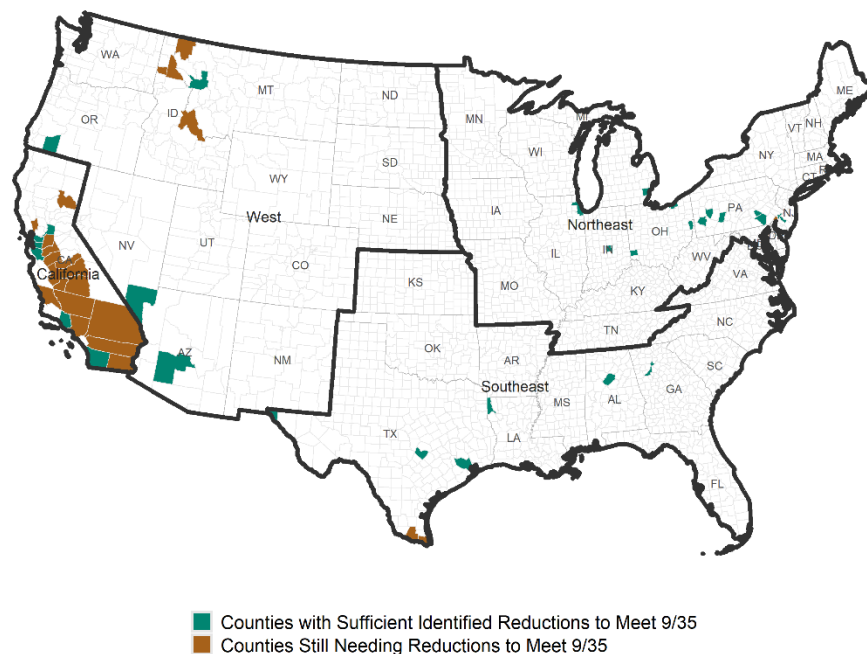 WA
MT
ND
MN
ME
OR
ID
MI
VT
NH
WI
NY
MA
CT
R
SD
WY
IA
PA
NJ
NE
West
Northeast
OH
NV
UT
IL
IN
CA
California
CO
WV
VA
MO
KY
KS
NC
TN
AZ
NM
OK
AR
SC
Southeast
MS
AL
GA
TX
LA
FL
Counties with Sufficient Identified Reductions to Meet 9/35
Counties Still Needing Reductions to Meet 9/35